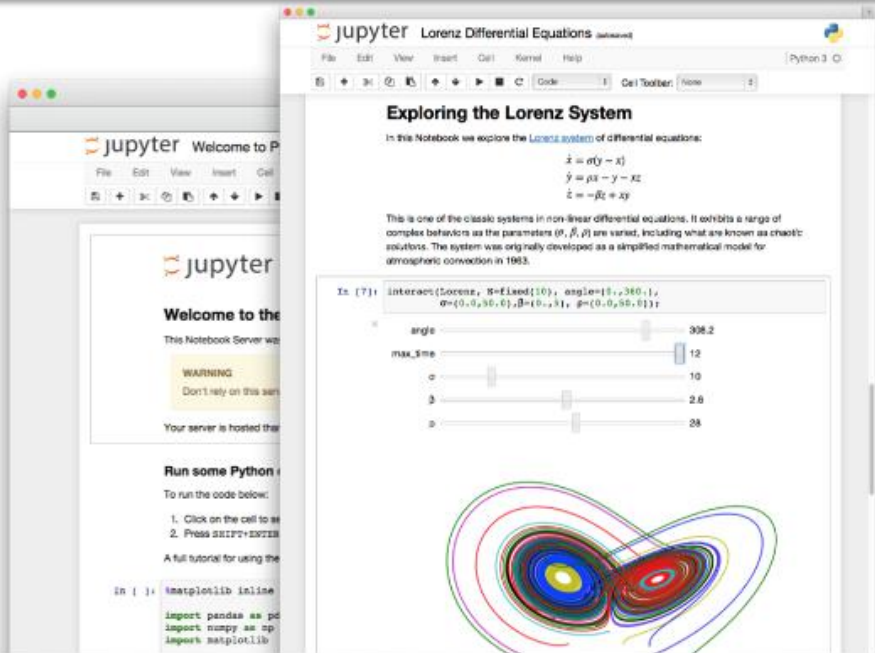 jupyter Lorenz Differential Equations (autosaved)
File Edit View Insert Cell Kernel Help Python 3
Code Cell Toolbar: None
Exploring the Lorenz System
In this Notebook we explore the Lorenz system of differential equations:
ẋ = σ(y − x)
ẏ = ρx − y − xz
ż = −βz + xy
This is one of the classic systems in non-linear differential equations. It exhibits a range of
complex behaviors as the parameters (σ, β, ρ) are varied, including what are known as chaotic
solutions. The system was originally developed as a simplified mathematical model for
atmospheric convection in 1963.
In [7]: interact(Lorenz, N=fixed(10), angle=(0.,360.),
σ=(0.0,50.0),β=(0.,5), ρ=(0.0,50.0));
angle 308.2
max_time 12
σ 10
β 2.6
ρ 28
jupyter Welcome to P
File Edit View Insert Cell
jupyter
Welcome to the
This Notebook Server was
WARNING
Don't rely on this serv
Your server is hosted that
Run some Python
To run the code below:
1. Click on the cell to se
2. Press SHIFT+ENTER
A full tutorial for using the
In [ ]: %matplotlib inline
import pandas as pd
import numpy as np
import matplotlib